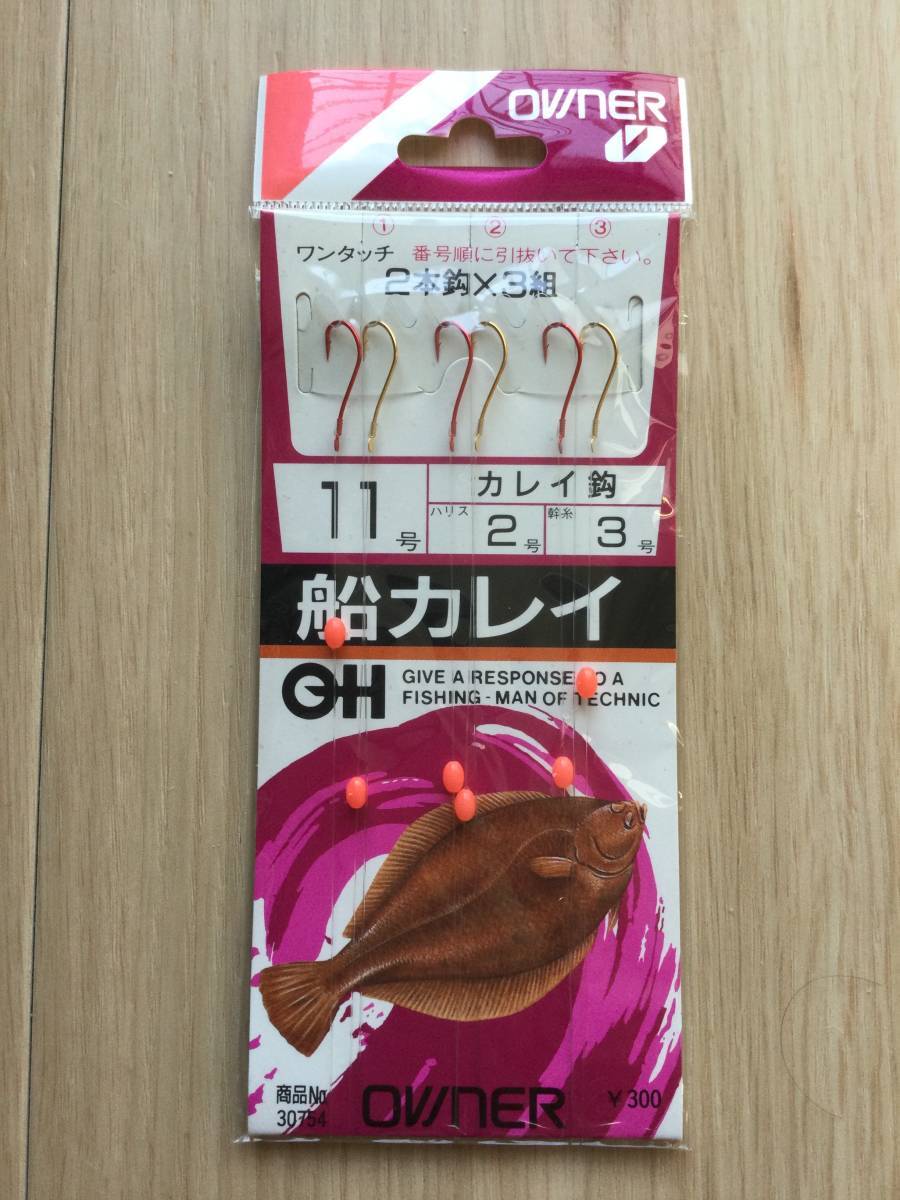 OWNER
① ② ③
ワンタッチ 番号順に引抜いて下さい。
2本鈎×3組
カレイ鈎
11号 ハリス 2号 幹糸 3号
船カレイ
GIVE A RESPONSE TO A
FISHING-MAN OF TECHNIC
商品No. OWNER ¥300
30754